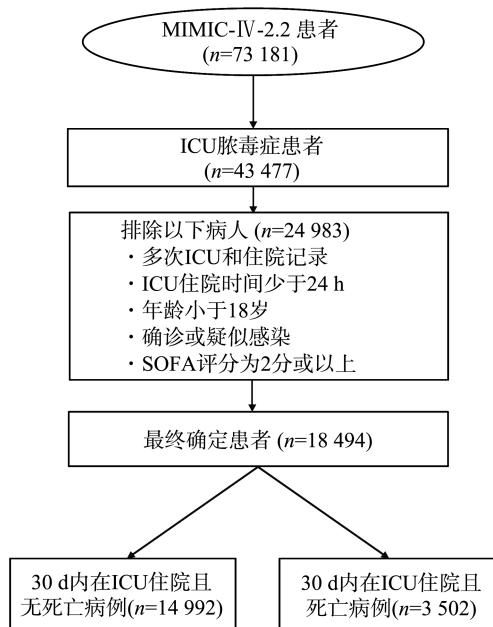 MIMIC-Ⅳ-2.2 患者
(n=73 181)
ICU脓毒症患者
(n=43 477)
排除以下病人 (n=24 983)
·多次ICU和住院记录
·ICU住院时间少于24 h
·年龄小于18岁
·确诊或疑似感染
·SOFA评分为2分或以上
最终确定患者 (n=18 494)
30 d内在ICU住院且
无死亡病例(n=14 992)
30 d内在ICU住院且
死亡病例(n=3 502)